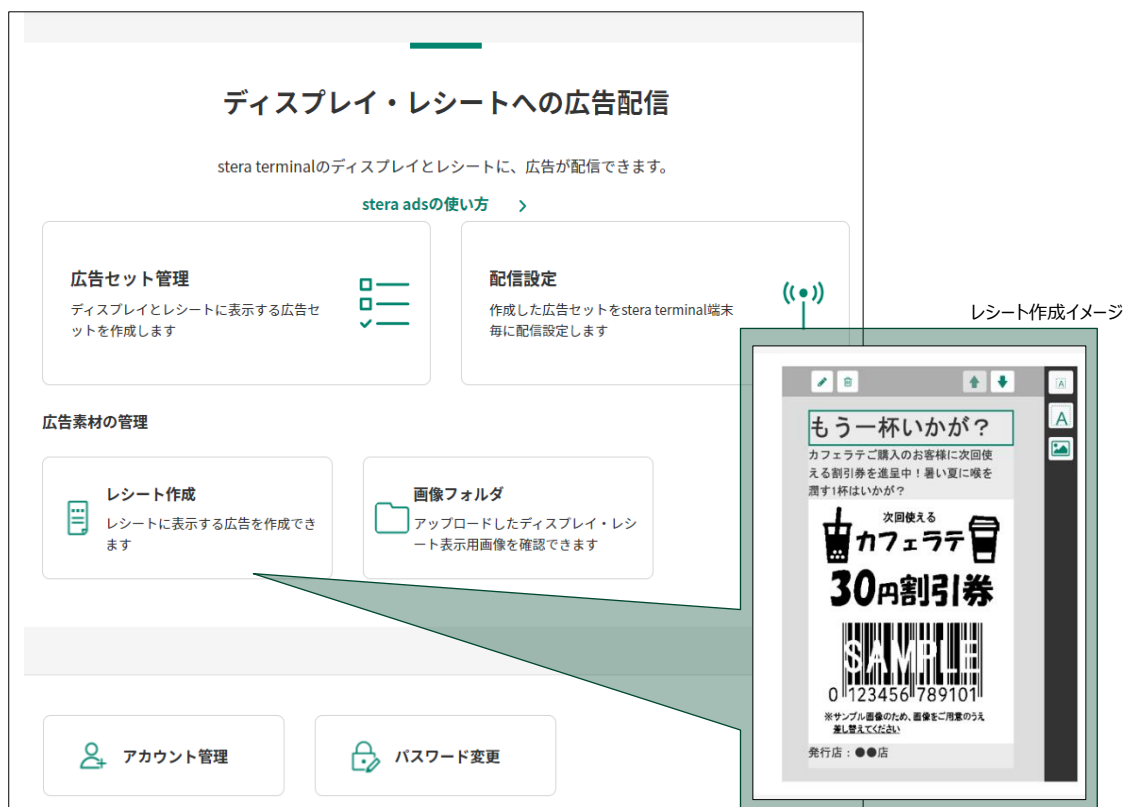 ディスプレイ・レシートへの広告配信
stera terminalのディスプレイとレシートに、広告が配信できます。
stera adsの使い方
広告セット管理
ディスプレイとレシートに表示する広告セ
ットを作成します
配信設定
作成した広告セットをstera terminal端末
毎に配信設定します
広告素材の管理
レシート作成
レシートに表示する広告を作成でき
ます
画像フォルダ
アップロードしたディスプレイ・レシ
ート表示用画像を確認できます
アカウント管理
パスワード変更
レシート作成イメージ
A
A
もう一杯いかが？
カフェラテご購入のお客様に次回使
える割引券を進呈中！暑い夏に喉を
潤す1杯はいかが？
次回使える
カフェラテ
30円割引券
SAMPLE
0 123456 789101
※サンプル画像のため、画像をご用意のうえ
差し替えてください
発行店：●●店